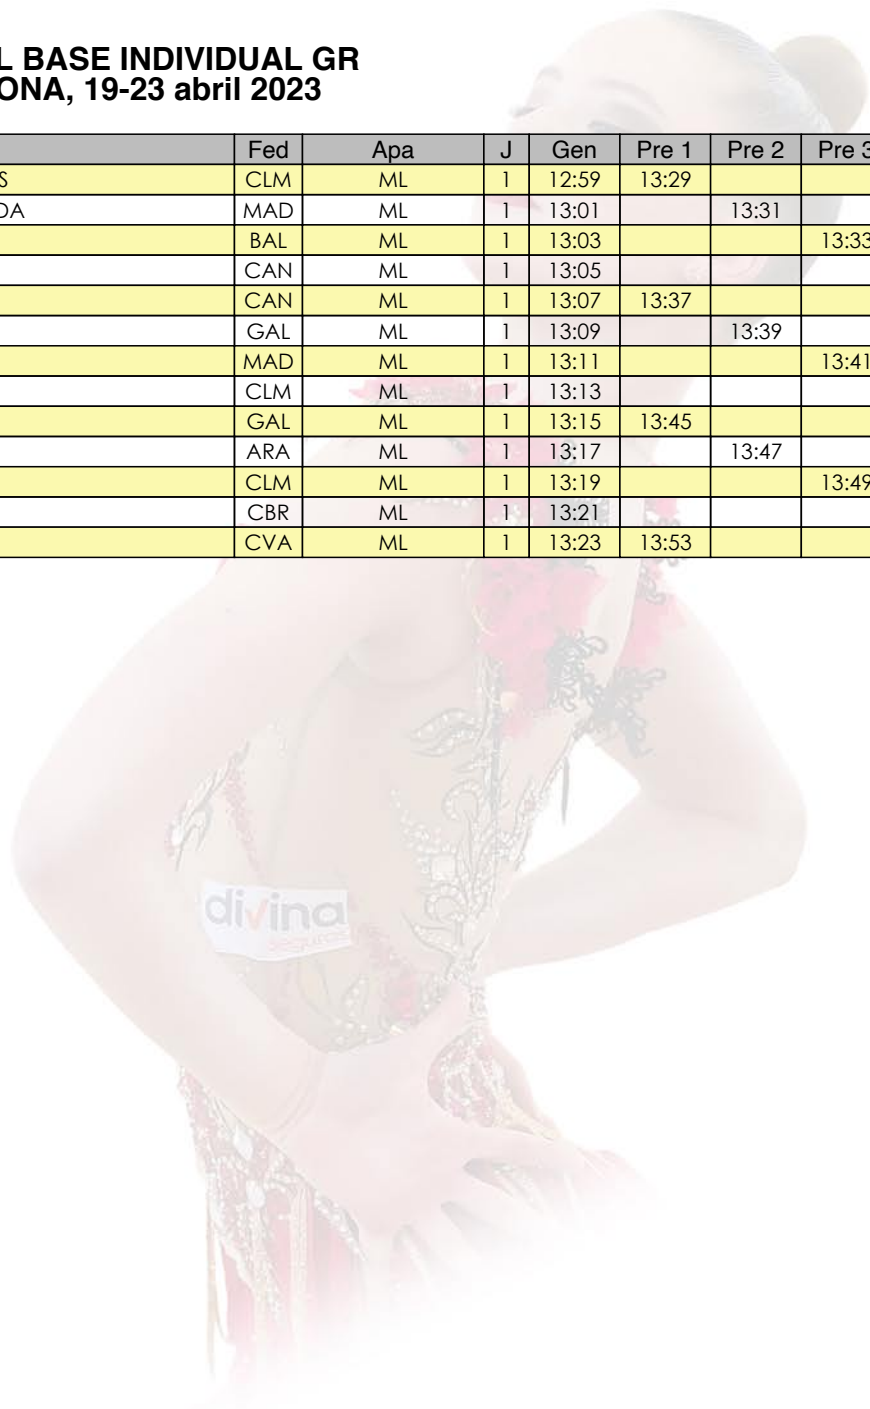 L BASE INDIVIDUAL GR
ONA, 19-23 abril 2023
Fed Apa J Gen Pre 1 Pre 2 Pre 3
S CLM ML 1 12:59 13:29
DA MAD ML 1 13:01 13:31
BAL ML 1 13:03 13:33
CAN ML 1 13:05
CAN ML 1 13:07 13:37
GAL ML 1 13:09 13:39
MAD ML 1 13:11 13:41
CLM ML 1 13:13
GAL ML 1 13:15 13:45
ARA ML 1 13:17 13:47
CLM ML 1 13:19 13:49
CBR ML 1 13:21
CVA ML 1 13:23 13:53
divina
seguros